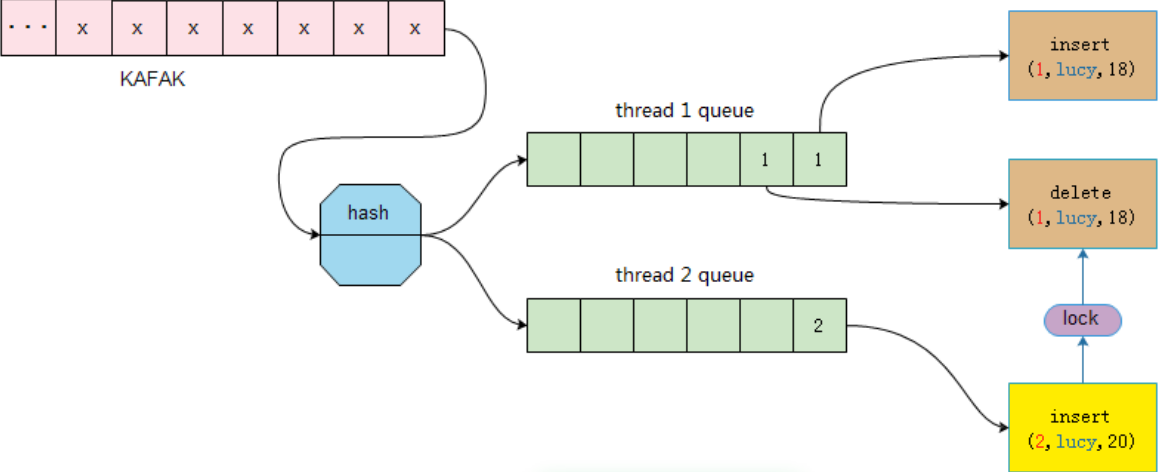 ... x x x x x x x
KAFAK
hash
thread 1 queue
1 1
thread 2 queue
2
insert
(1,lucy,18)
delete
(1,lucy,18)
lock
insert
(2,lucy,20)